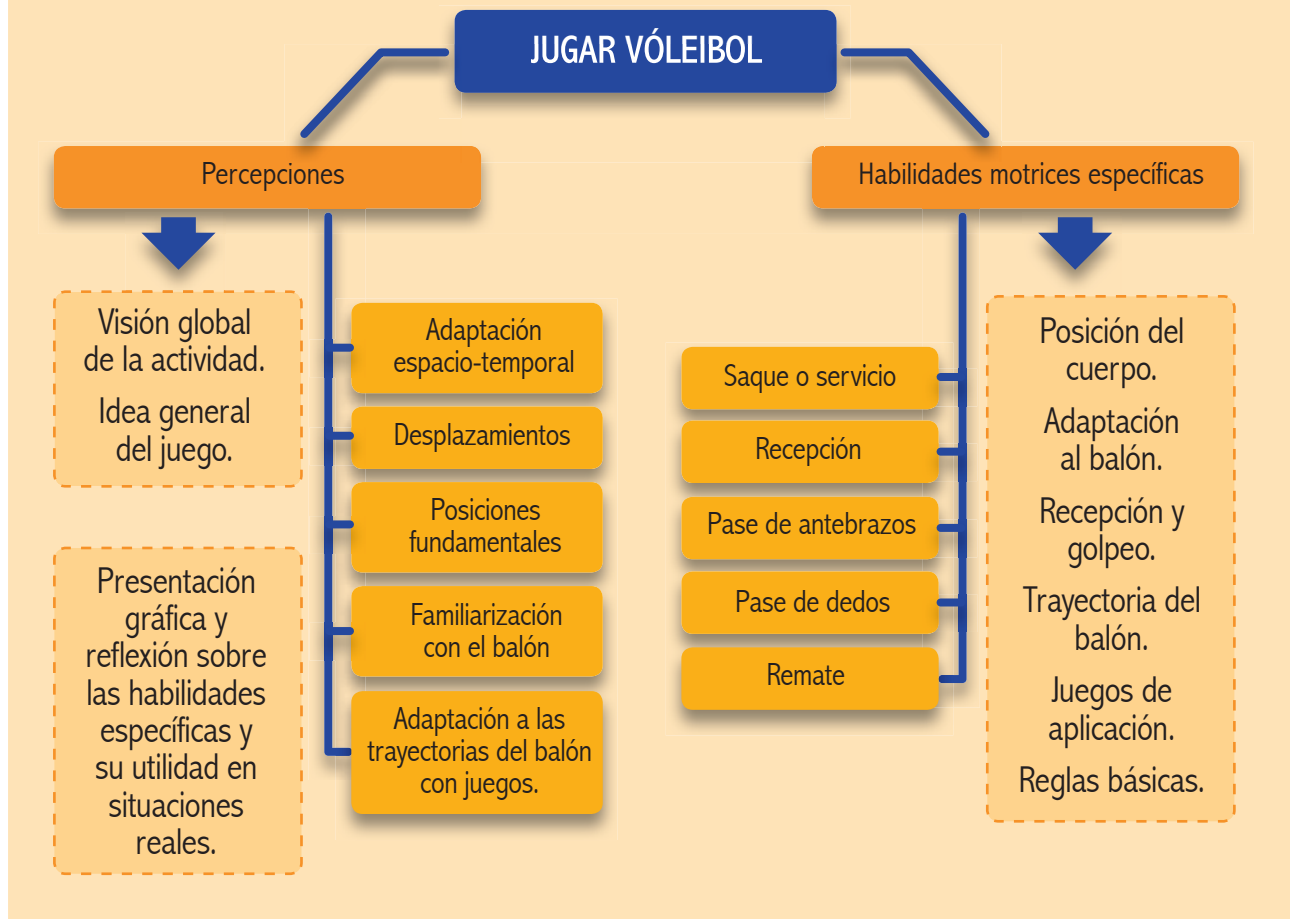 JUGAR VÓLEIBOL
Percepciones
Visión global
de la actividad.
Idea general
del juego.
Presentación
gráfica y
reflexión sobre
las habilidades
específicas y
su utilidad en
situaciones
reales.
Adaptación
espacio-temporal
Desplazamientos
Posiciones
fundamentales
Familiarización
con el balón
Adaptación a las
trayectorias del balón
con juegos.
Habilidades motrices específicas
Saque o servicio
Recepción
Pase de antebrazos
Pase de dedos
Remate
Posición del
cuerpo.
Adaptación
al balón.
Recepción y
golpeo.
Trayectoria del
balón.
Juegos de
aplicación.
Reglas básicas.